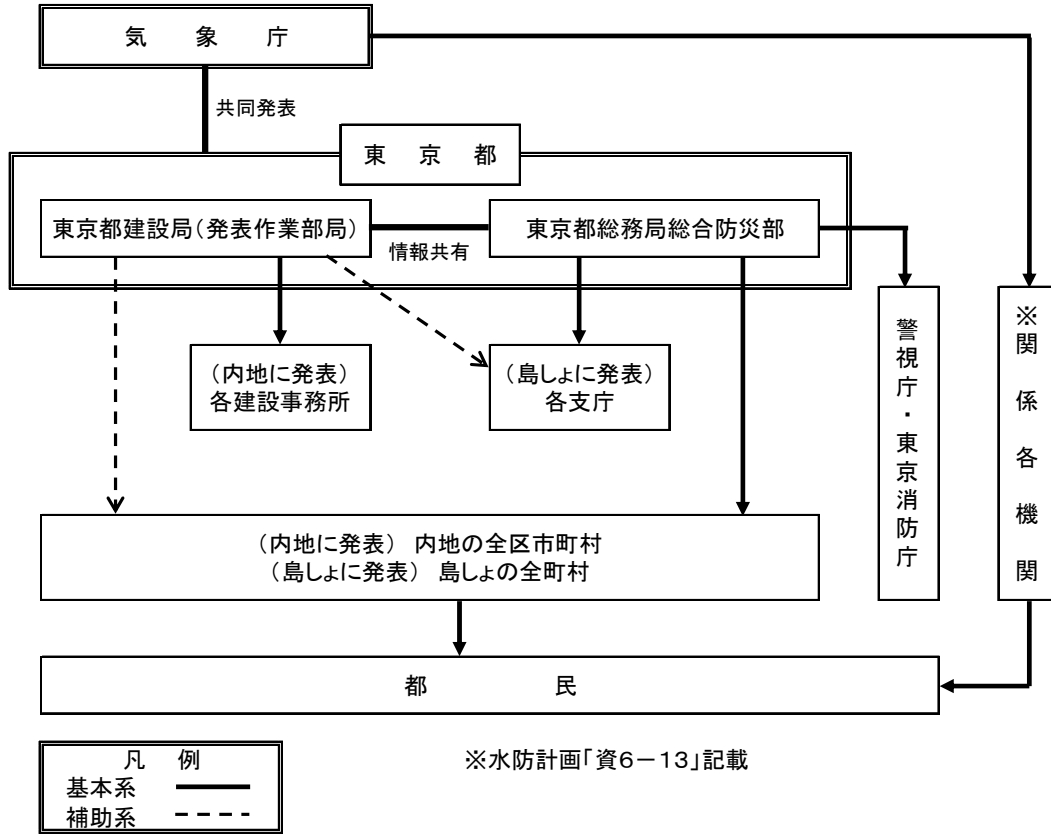 気　象　庁
共同発表
東　京　都
東京都建設局(発表作業部局)
情報共有
東京都総務局総合防災部
(内地に発表)
各建設事務所
(島しょに発表)
各支庁
警視庁・東京消防庁
※関係各機関
(内地に発表)　内地の全区市町村
(島しょに発表)　島しょの全町村
都　　　　　民
凡　例
基本系
補助系
※水防計画「資6－13」記載